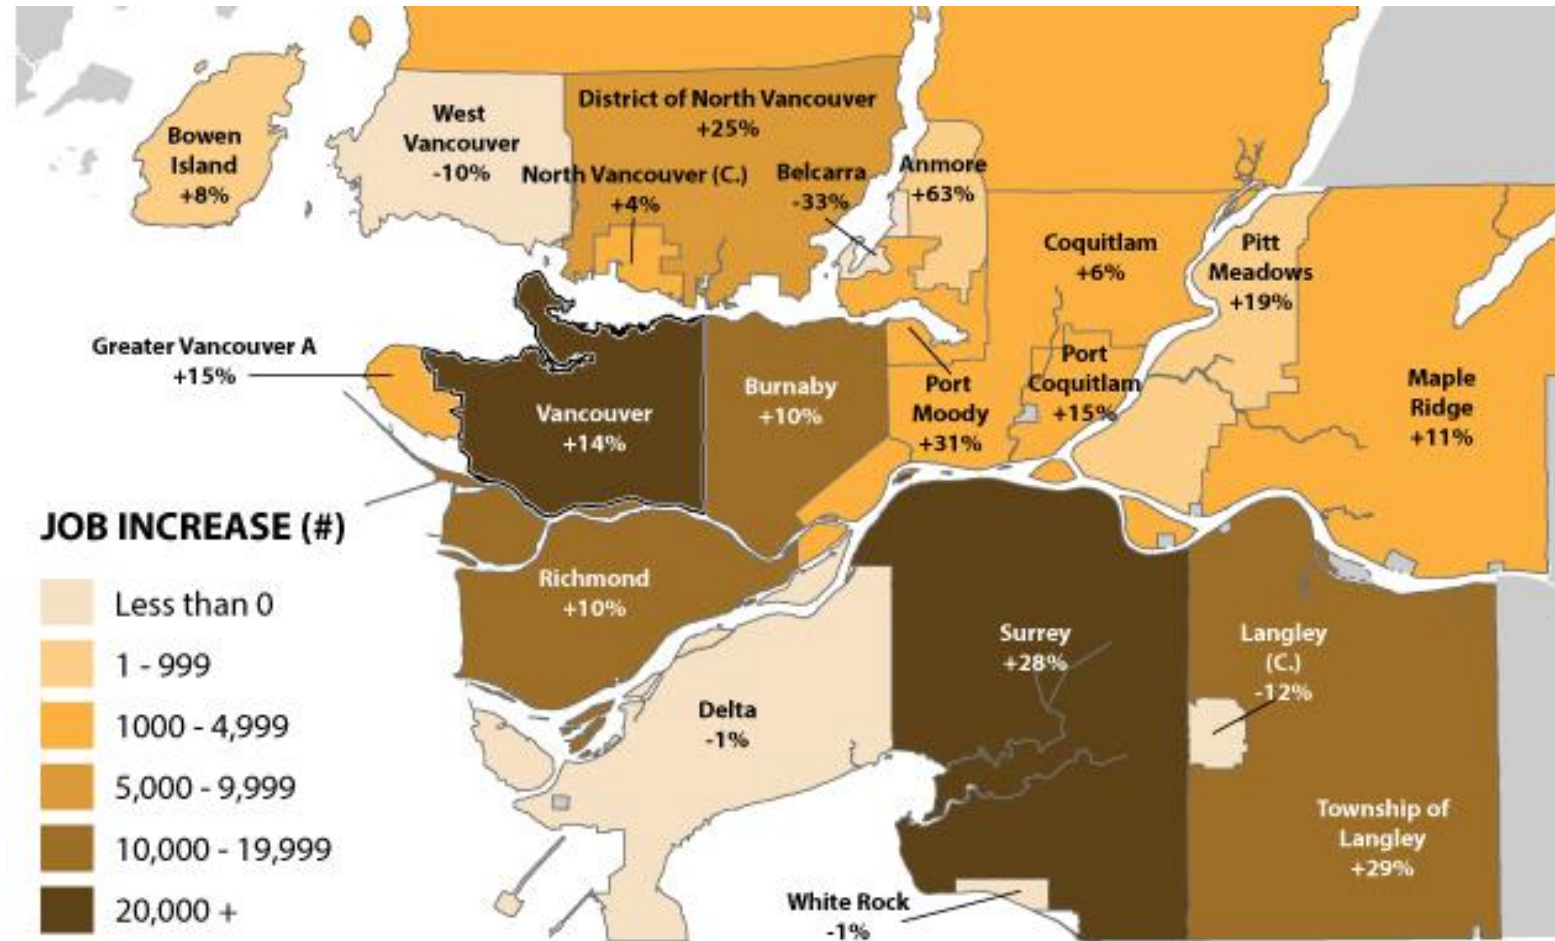 District of North Vancouver
+25%
West
Vancouver
-10%
Bowen
Island
+8%
North Vancouver (C.)
+4%
Belcarra
-33%
Anmore
+63%
Coquitlam
+6%
Pitt
Meadows
+19%
Greater Vancouver A
+15%
Vancouver
+14%
Burnaby
+10%
Port
Moody
+31%
Port
Coquitlam
+15%
Maple
Ridge
+11%
JOB INCREASE (#)
Less than 0
1 - 999
1000 - 4,999
5,000 - 9,999
10,000 - 19,999
20,000 +
Richmond
+10%
Surrey
+28%
Langley
(C.)
-12%
Delta
-1%
Township of
Langley
+29%
White Rock
-1%